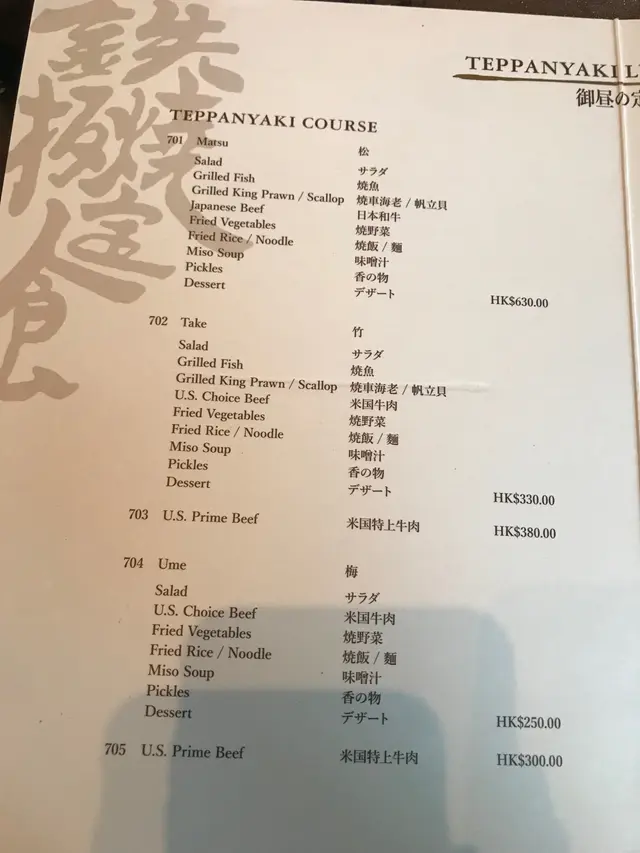 鉄板焼定食
TEPPANYAKI
御昼の
TEPPANYAKI COURSE
701 Matsu 松
Salad サラダ
Grilled Fish 焼魚
Grilled King Prawn / Scallop 焼車海老 / 帆立貝
Japanese Beef 日本和牛
Fried Vegetables 焼野菜
Fried Rice / Noodle 焼飯 / 麺
Miso Soup 味噌汁
Pickles 香の物
Dessert デザート HK$630.00
702 Take 竹
Salad サラダ
Grilled Fish 焼魚
Grilled King Prawn / Scallop 焼車海老 / 帆立貝
U.S. Choice Beef 米国牛肉
Fried Vegetables 焼野菜
Fried Rice / Noodle 焼飯 / 麺
Miso Soup 味噌汁
Pickles 香の物
Dessert デザート HK$330.00
703 U.S. Prime Beef 米国特上牛肉 HK$380.00
704 Ume 梅
Salad サラダ
U.S. Choice Beef 米国牛肉
Fried Vegetables 焼野菜
Fried Rice / Noodle 焼飯 / 麺
Miso Soup 味噌汁
Pickles 香の物
Dessert デザート HK$250.00
705 U.S. Prime Beef 米国特上牛肉 HK$300.00